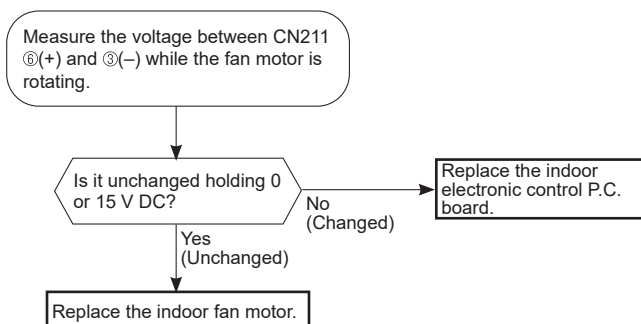 Measure the voltage between CN211
⑥(+) and ③(–) while the fan motor is
rotating.
Is it unchanged holding 0
or 15 V DC?
No
(Changed)
Replace the indoor
electronic control P.C.
board.
Yes
(Unchanged)
Replace the indoor fan motor.